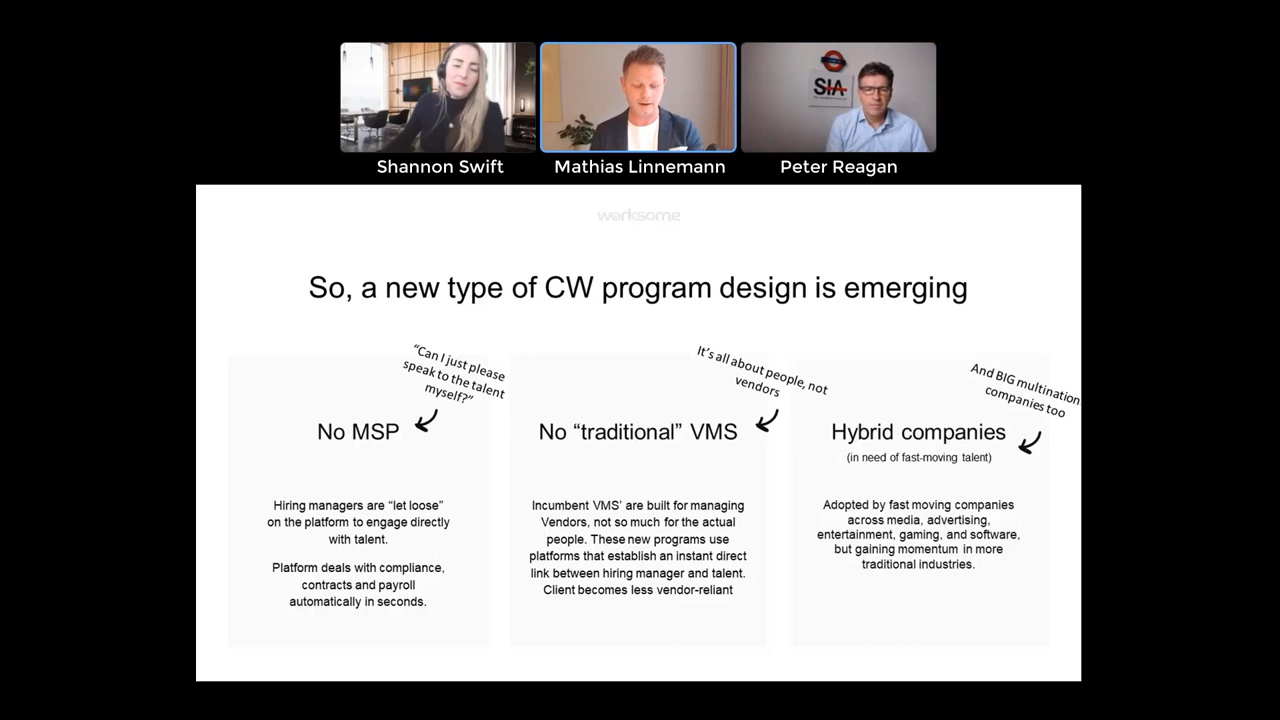 SIA
Shannon Swift
Mathias Linnemann
Peter Reagan
worksome
So, a new type of CW program design is emerging
“Can I just please
speak to the talent
myself?”
No MSP
Hiring managers are “let loose”
on the platform to engage directly
with talent.
Platform deals with compliance,
contracts and payroll
automatically in seconds.
It’s all about people, not
vendors
No “traditional” VMS
Incumbent VMS’ are built for managing
Vendors, not so much for the actual
people. These new programs use
platforms that establish an instant direct
link between hiring manager and talent.
Client becomes less vendor-reliant
And BIG multination
companies too
Hybrid companies
(in need of fast-moving talent)
Adopted by fast moving companies
across media, advertising,
entertainment, gaming, and software,
but gaining momentum in more
traditional industries.